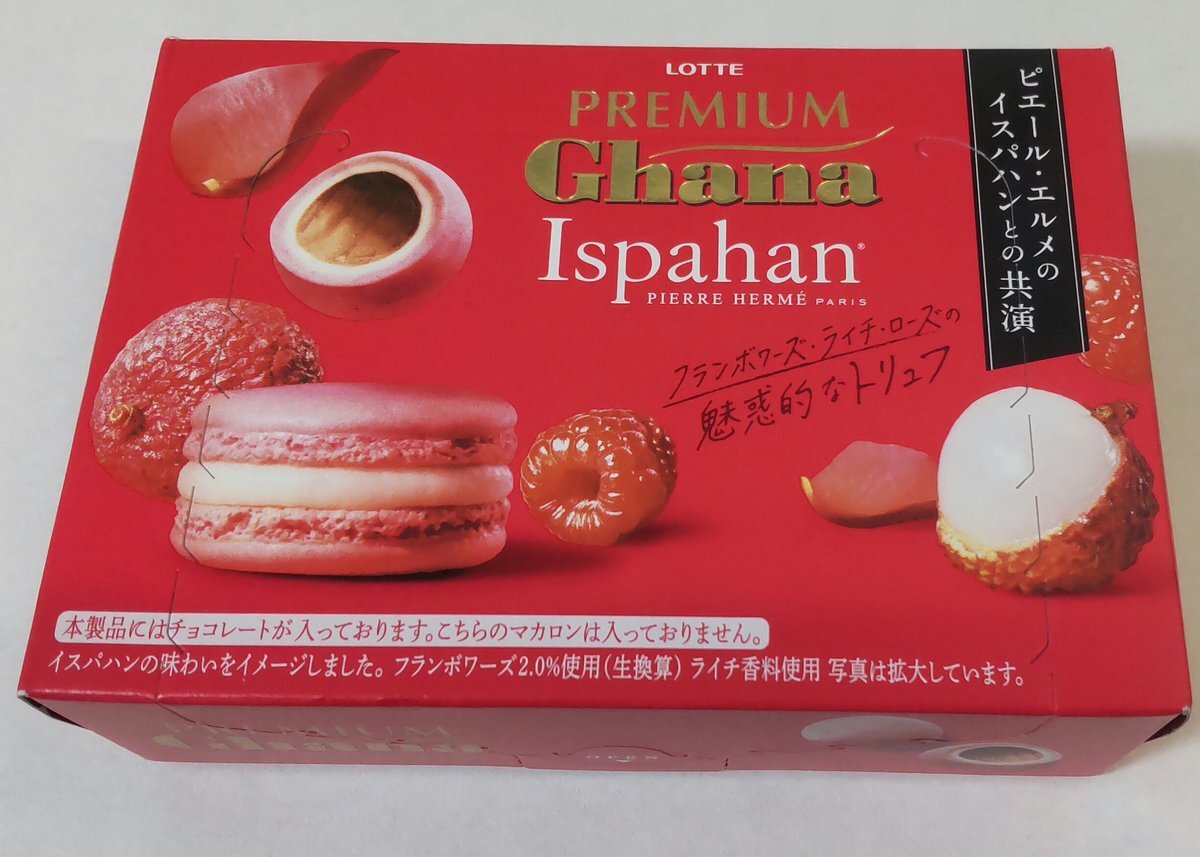 LOTTE
PREMIUM
Ghana
Ispahan®
PIERRE HERMÉ PARIS
ピエール・エルメの
イスパハンとの共演
フランボワーズ・ライチ・ローズの
魅惑的なトリュフ
本製品にはチョコレートが入っております。こちらのマカロンは入っておりません。
イスパハンの味わいをイメージしました。フランボワーズ2.0%使用(生換算) ライチ香料使用 写真は拡大しています。
PREMIUM
Ghana
OPEN